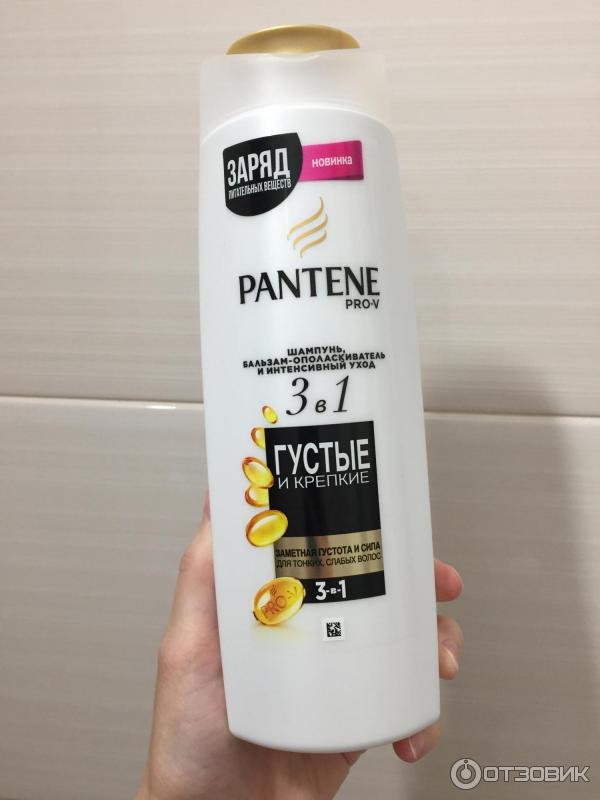 ЗАРЯД
ПИТАТЕЛЬНЫХ ВЕЩЕСТВ
НОВИНКА
PANTENE
PRO-V
ШАМПУНЬ,
БАЛЬЗАМ-ОПОЛАСКИВАТЕЛЬ
И ИНТЕНСИВНЫЙ УХОД
3 в 1
ГУСТЫЕ
И КРЕПКИЕ
ЗАМЕТНАЯ ГУСТОТА И СИЛА
ДЛЯ ТОНКИХ, СЛАБЫХ ВОЛОС
PRO-V
3-в-1
ОТЗОВИК